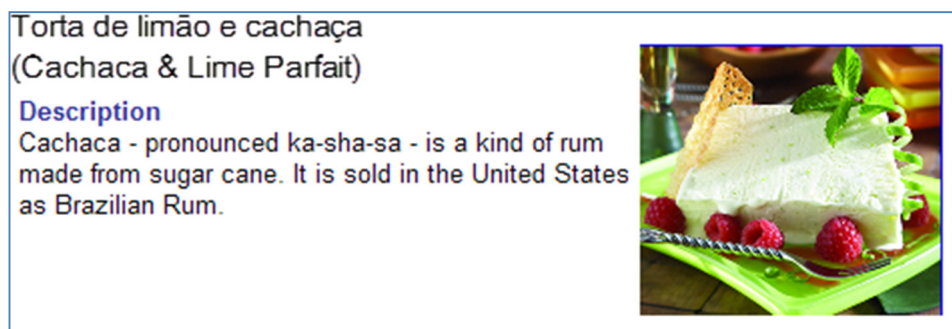 Torta de limão e cachaça
(Cachaca & Lime Parfait)
Description
Cachaca - pronounced ka-sha-sa - is a kind of rum
made from sugar cane. It is sold in the United States
as Brazilian Rum.